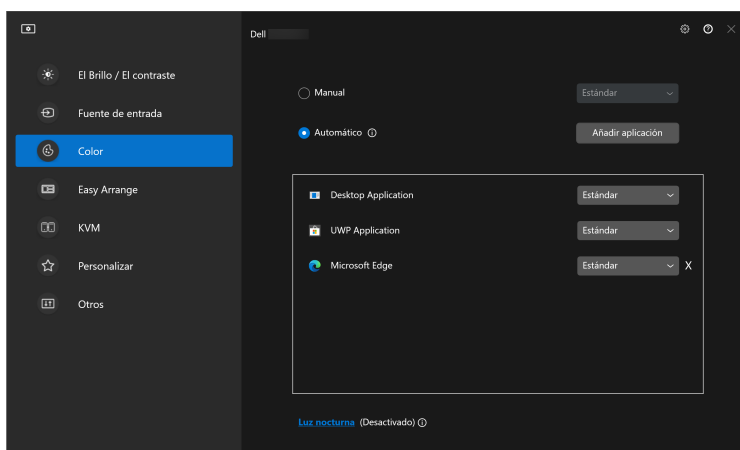 Dell
El Brillo / El contraste
Fuente de entrada
Color
Easy Arrange
KVM
Personalizar
Otros
Manual
Estándar
Automático
Añadir aplicación
Desktop Application
Estándar
UWP Application
Estándar
Microsoft Edge
Estándar
X
Luz nocturna (Desactivado)